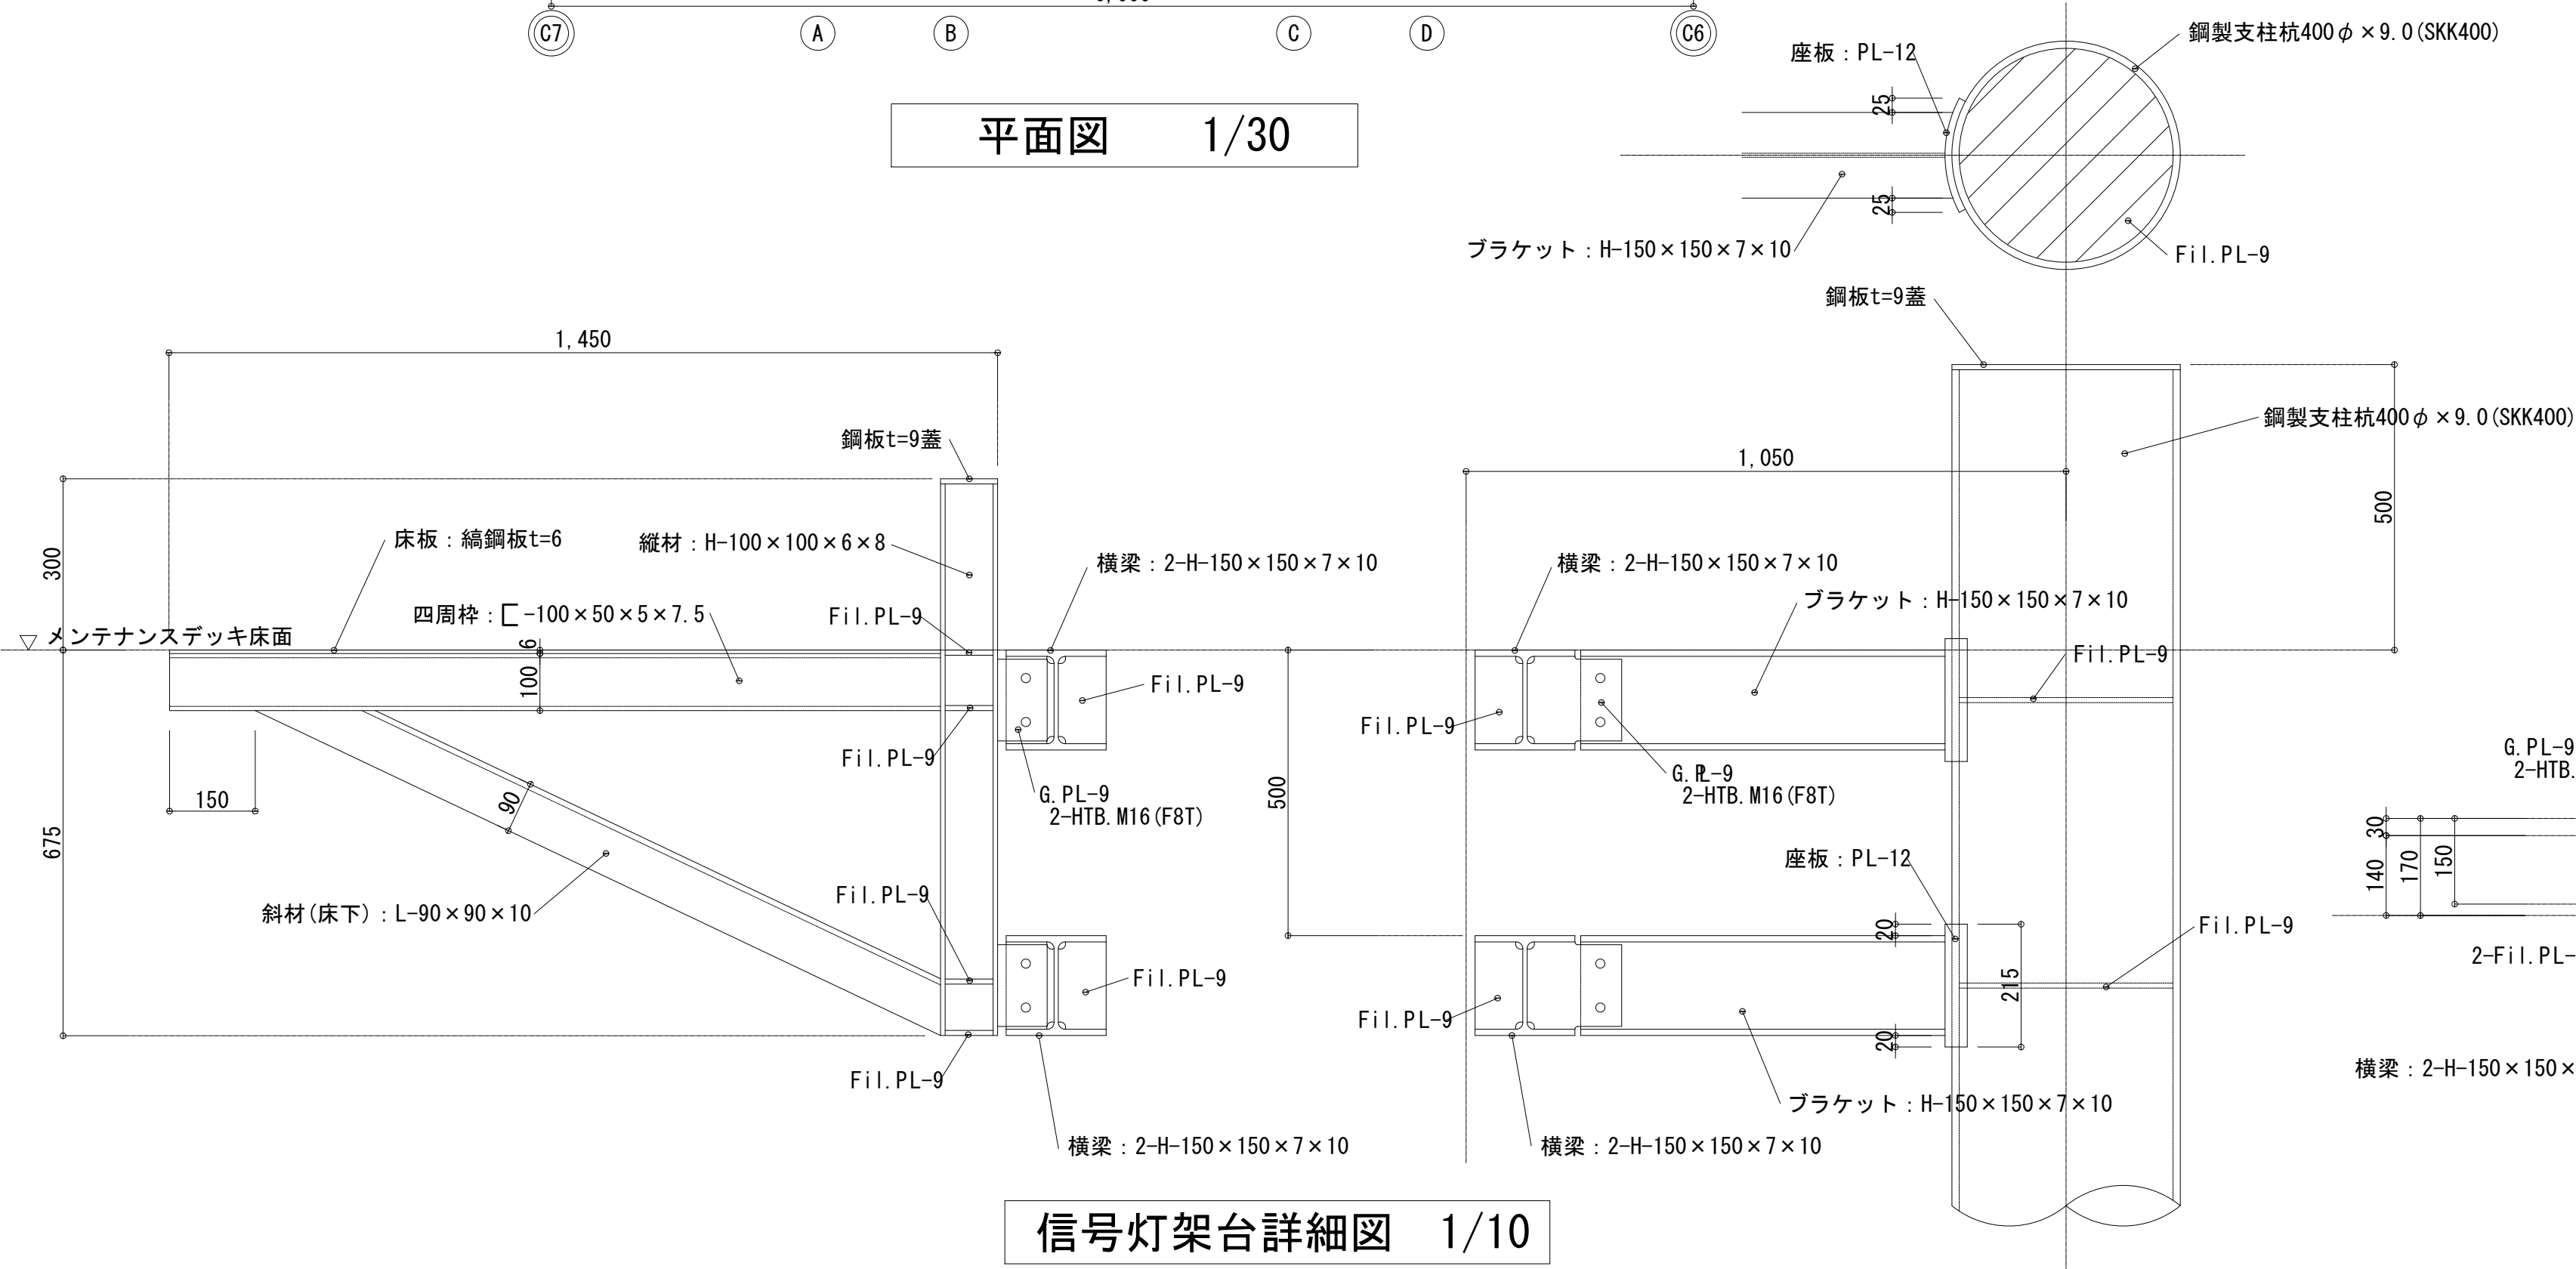 C7
A
B
C
D
C6
平面図 1/30
座板：PL-12
鋼製支柱杭400φ×9.0(SKK400)
25
25
ブラケット：H-150×150×7×10
Fil.PL-9
鋼板t=9蓋
1,450
鋼板t=9蓋
1,050
鋼製支柱杭400φ×9.0(SKK400)
500
300
床板：縞鋼板t=6
縦材：H-100×100×6×8
横梁：2-H-150×150×7×10
横梁：2-H-150×150×7×10
四周枠：[-100×50×5×7.5
Fil.PL-9
ブラケット：H-150×150×7×10
メンテナンスデッキ床面
6
100
Fil.PL-9
Fil.PL-9
Fil.PL-9
Fil.PL-9
G.PL-9
2-HTB.M16(F8T)
G.PL-9
2-HTB.M16(F8T)
G.PL-9
2-HTB.
150
90
500
675
30
140
170
150
座板：PL-12
斜材(床下)：L-90×90×10
Fil.PL-9
20
215
20
Fil.PL-9
2-Fil.PL-
Fil.PL-9
Fil.PL-9
Fil.PL-9
横梁：2-H-150×150×
ブラケット：H-150×150×7×10
横梁：2-H-150×150×7×10
横梁：2-H-150×150×7×10
信号灯架台詳細図 1/10